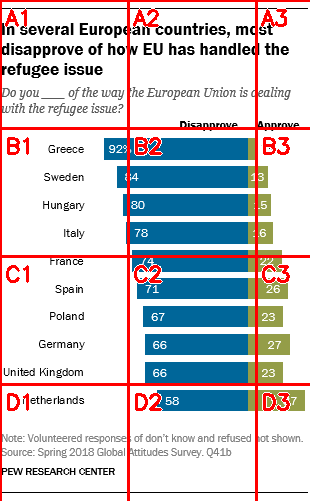 A1 A2 A3
In several European countries, most
disapprove of how EU has handled the
refugee issue
Do you ___ of the way the European Union is dealing
with the refugee issue?
Disapprove Approve
B1 B2 B3
Greece 92%
Sweden 84 13
Hungary 80 15
Italy 78 16
France 74 22
C1 C2 C3
Spain 71 26
Poland 67 23
Germany 66 27
United Kingdom 66 23
D1 D2 D3
Netherlands 58
Note: Volunteered responses of don't know and refused not shown.
Source: Spring 2018 Global Attitudes Survey. Q41b
PEW RESEARCH CENTER